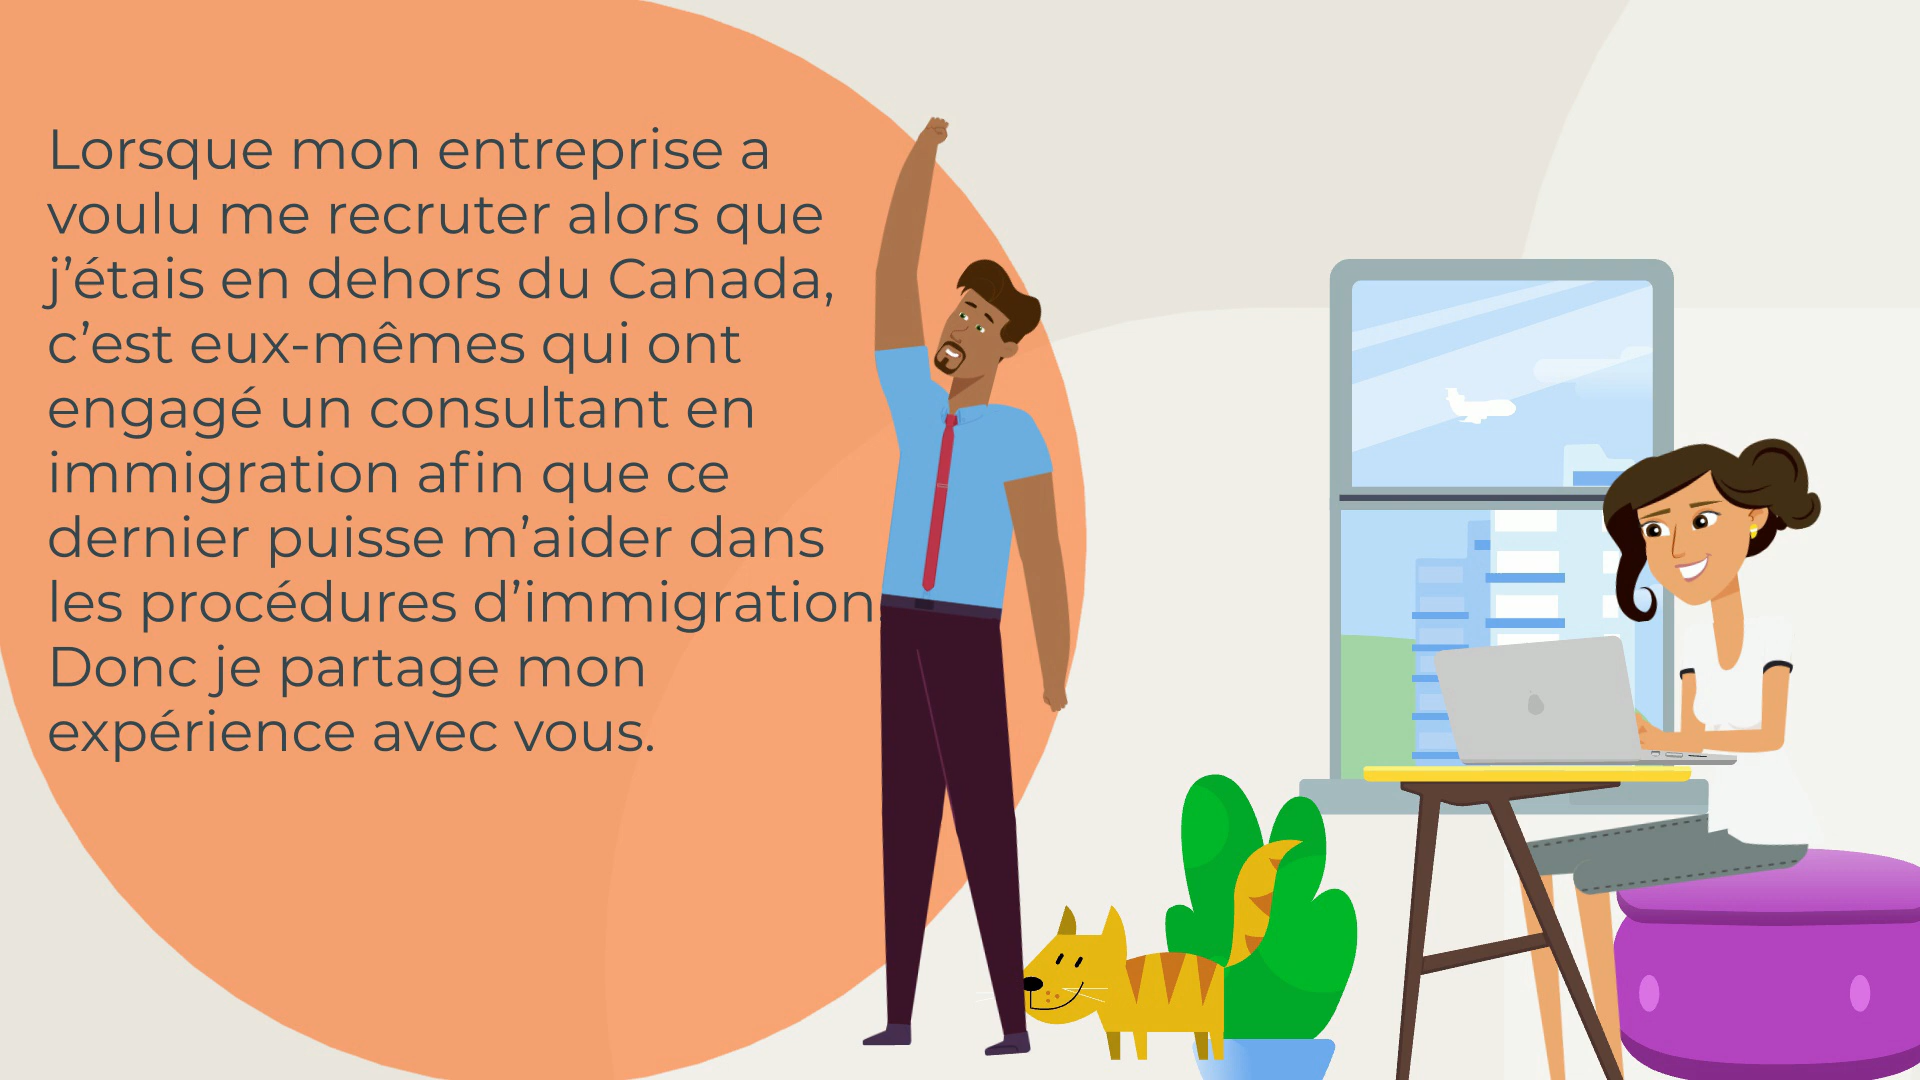 Lorsque mon entreprise a
voulu me recruter alors que
j’étais en dehors du Canada,
c’est eux-mêmes qui ont
engagé un consultant en
immigration afin que ce
dernier puisse m’aider dans
les procédures d’immigration.
Donc je partage mon
expérience avec vous.